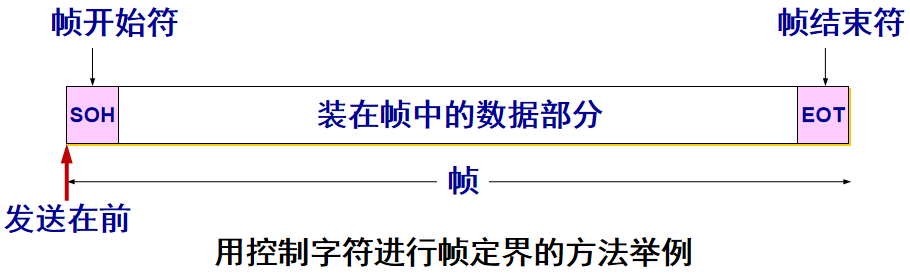 帧开始符
帧结束符
SOH
装在帧中的数据部分
EOT
帧
发送在前
用控制字符进行帧定界的方法举例